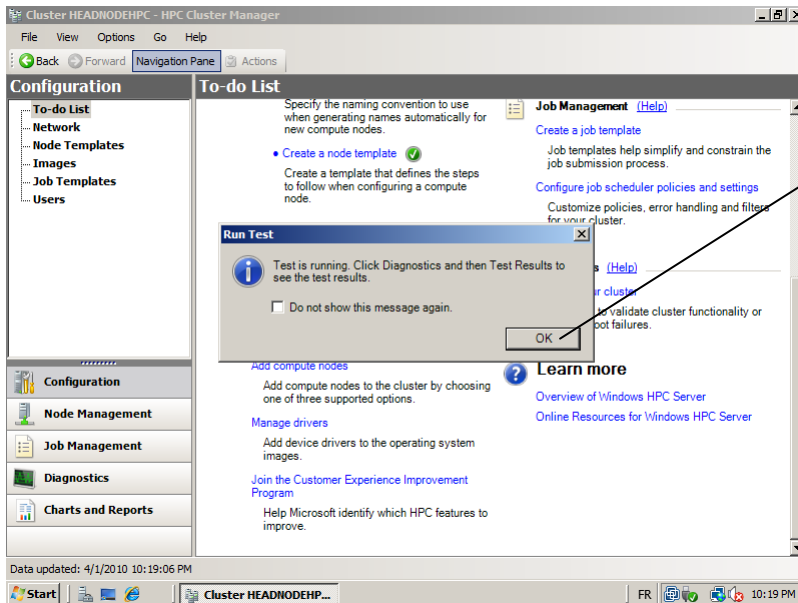 Cluster HEADNODEHPC - HPC Cluster Manager
File View Options Go Help
Back Forward Navigation Pane Actions
Configuration
To-do List
To-do List
Network
Node Templates
Images
Job Templates
Users
Specify the naming convention to use
when generating names automatically for
new compute nodes.
• Create a node template
Create a template that defines the steps
to follow when configuring a compute
node.
Job Management (Help)
Create a job template
Job templates help simplify and constrain the
job submission process.
Configure job scheduler policies and settings
Customize policies, error handling and filters
for your cluster.
Run Test
Test is running. Click Diagnostics and then Test Results to
see the test results.
Do not show this message again.
OK
s (Help)
r cluster
to validate cluster functionality or
oot failures.
Add compute nodes
Add compute nodes to the cluster by choosing
one of three supported options.
Manage drivers
Add device drivers to the operating system
images.
Join the Customer Experience Improvement
Program
Help Microsoft identify which HPC features to
improve.
Learn more
Overview of Windows HPC Server
Online Resources for Windows HPC Server
Configuration
Node Management
Job Management
Diagnostics
Charts and Reports
Data updated: 4/1/2010 10:19:06 PM
Start
Cluster HEADNODEHP...
FR
10:19 PM